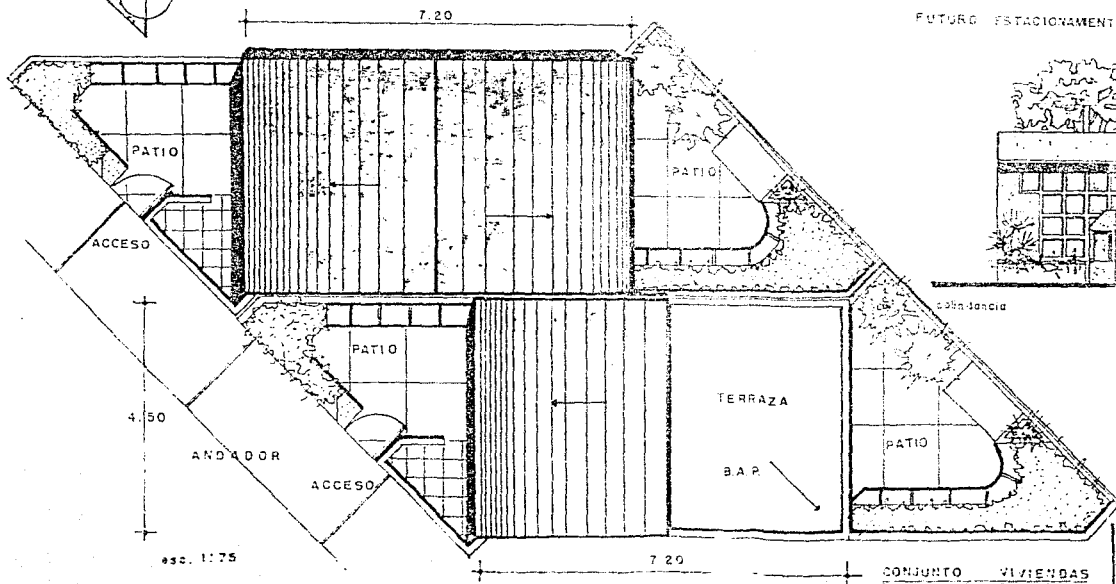 7.20
FUTURO ESTACIONAMENT
PATIO
PATIO
ACCESO
colindancia
PATIO
4.50
TERRAZA
ANDADOR
PATIO
ACCESO
B.A.P.
esc. 1:75
7.20
CONJUNTO VIVIENDAS